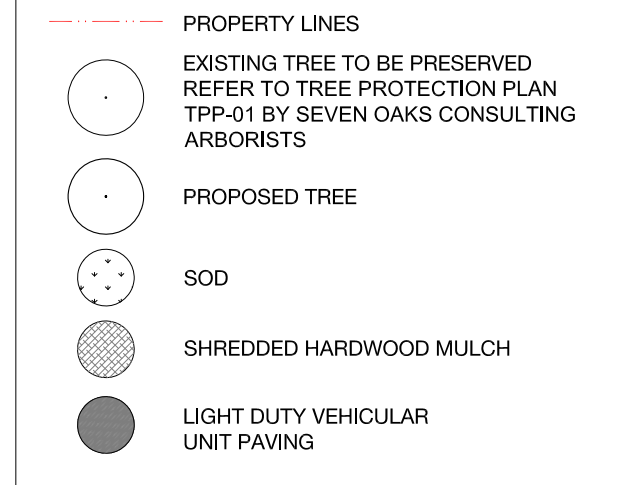 PROPERTY LINES
EXISTING TREE TO BE PRESERVED
REFER TO TREE PROTECTION PLAN
TPP-01 BY SEVEN OAKS CONSULTING
ARBORISTS
PROPOSED TREE
SOD
SHREDDED HARDWOOD MULCH
LIGHT DUTY VEHICULAR
UNIT PAVING